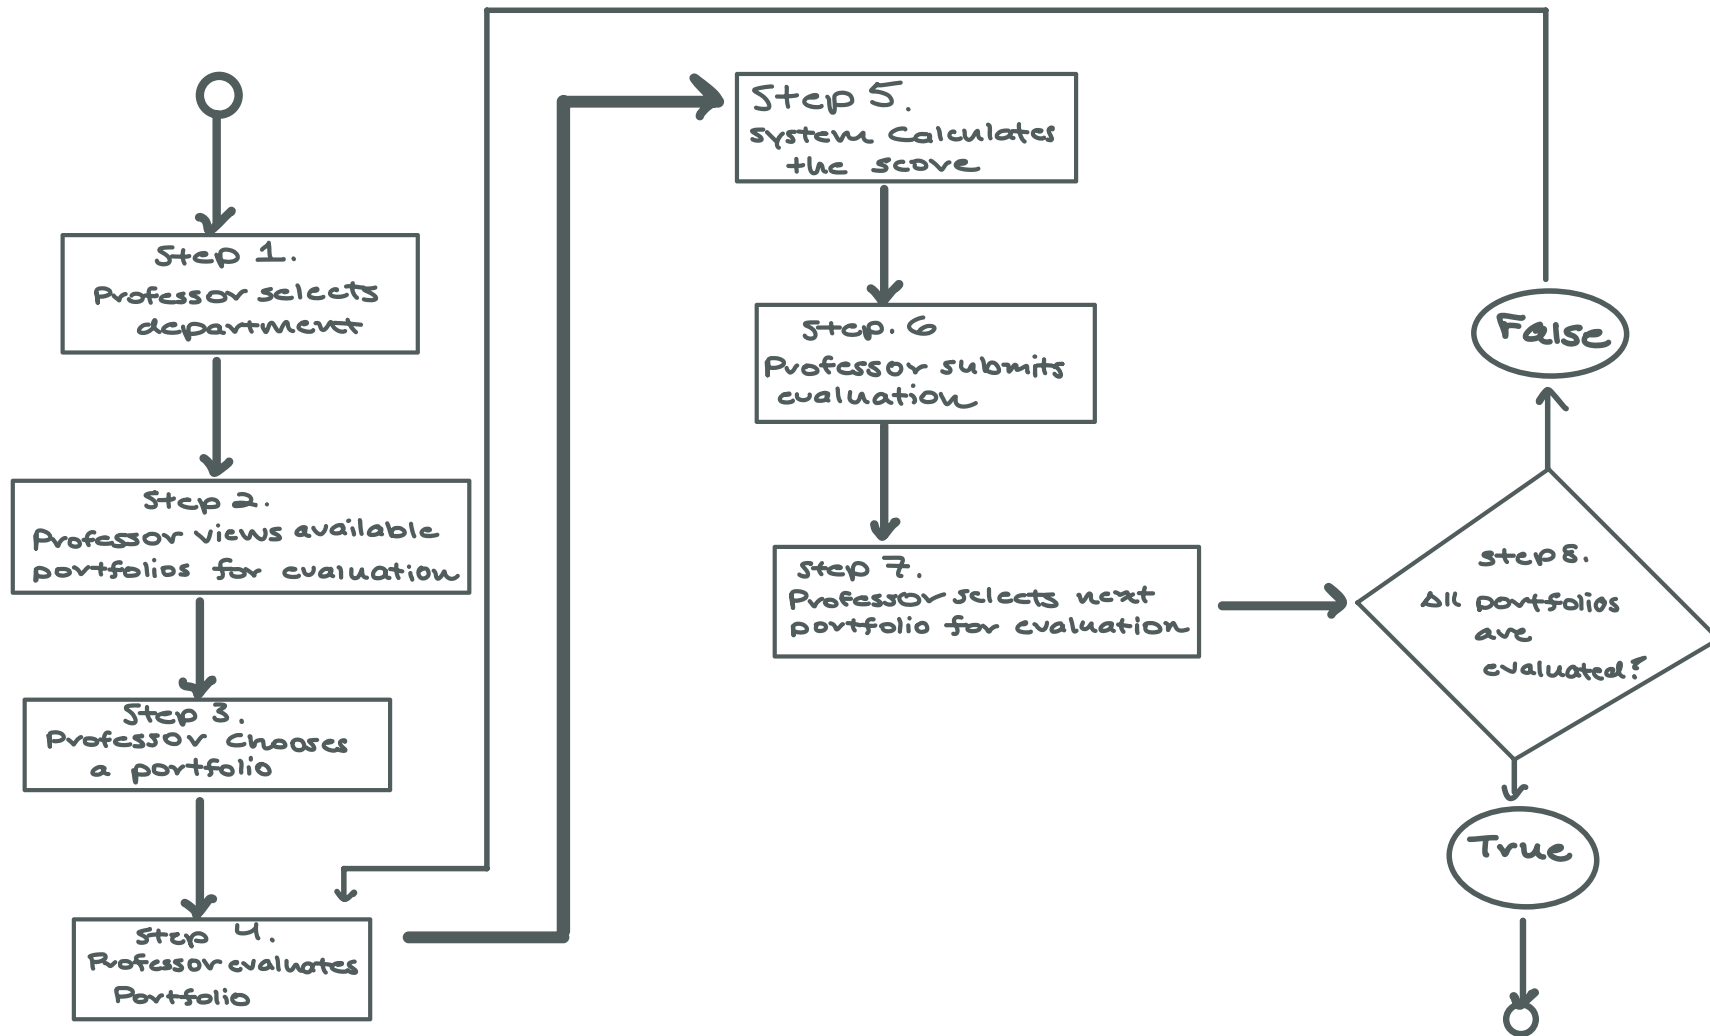 Step 1.
Professor selects
department
Step 2.
Professor views available
portfolios for evaluation
Step 3.
Professor chooses
a portfolio
Step 4.
Professor evaluates
Portfolio
Step 5.
system calculates
the score
Step. 6
Professor submits
evaluation
Step 7.
Professor selects next
portfolio for evaluation
step 8.
All portfolios
are
evaluated?
False
True